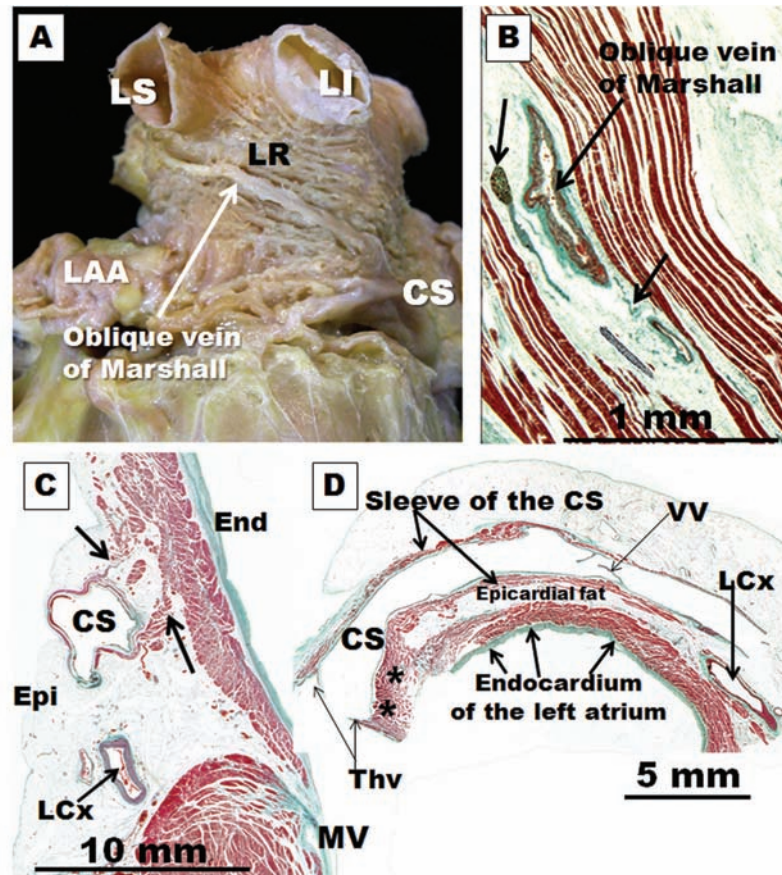 A
LS
LI
LR
LAA
CS
Oblique vein
of Marshall
B
Oblique vein
of Marshall
1 mm
C
End
CS
Epi
LCx
MV
10 mm
D
Sleeve of the CS
VV
LCx
Epicardial fat
CS
**
Endocardium
of the left atrium
Thv
5 mm